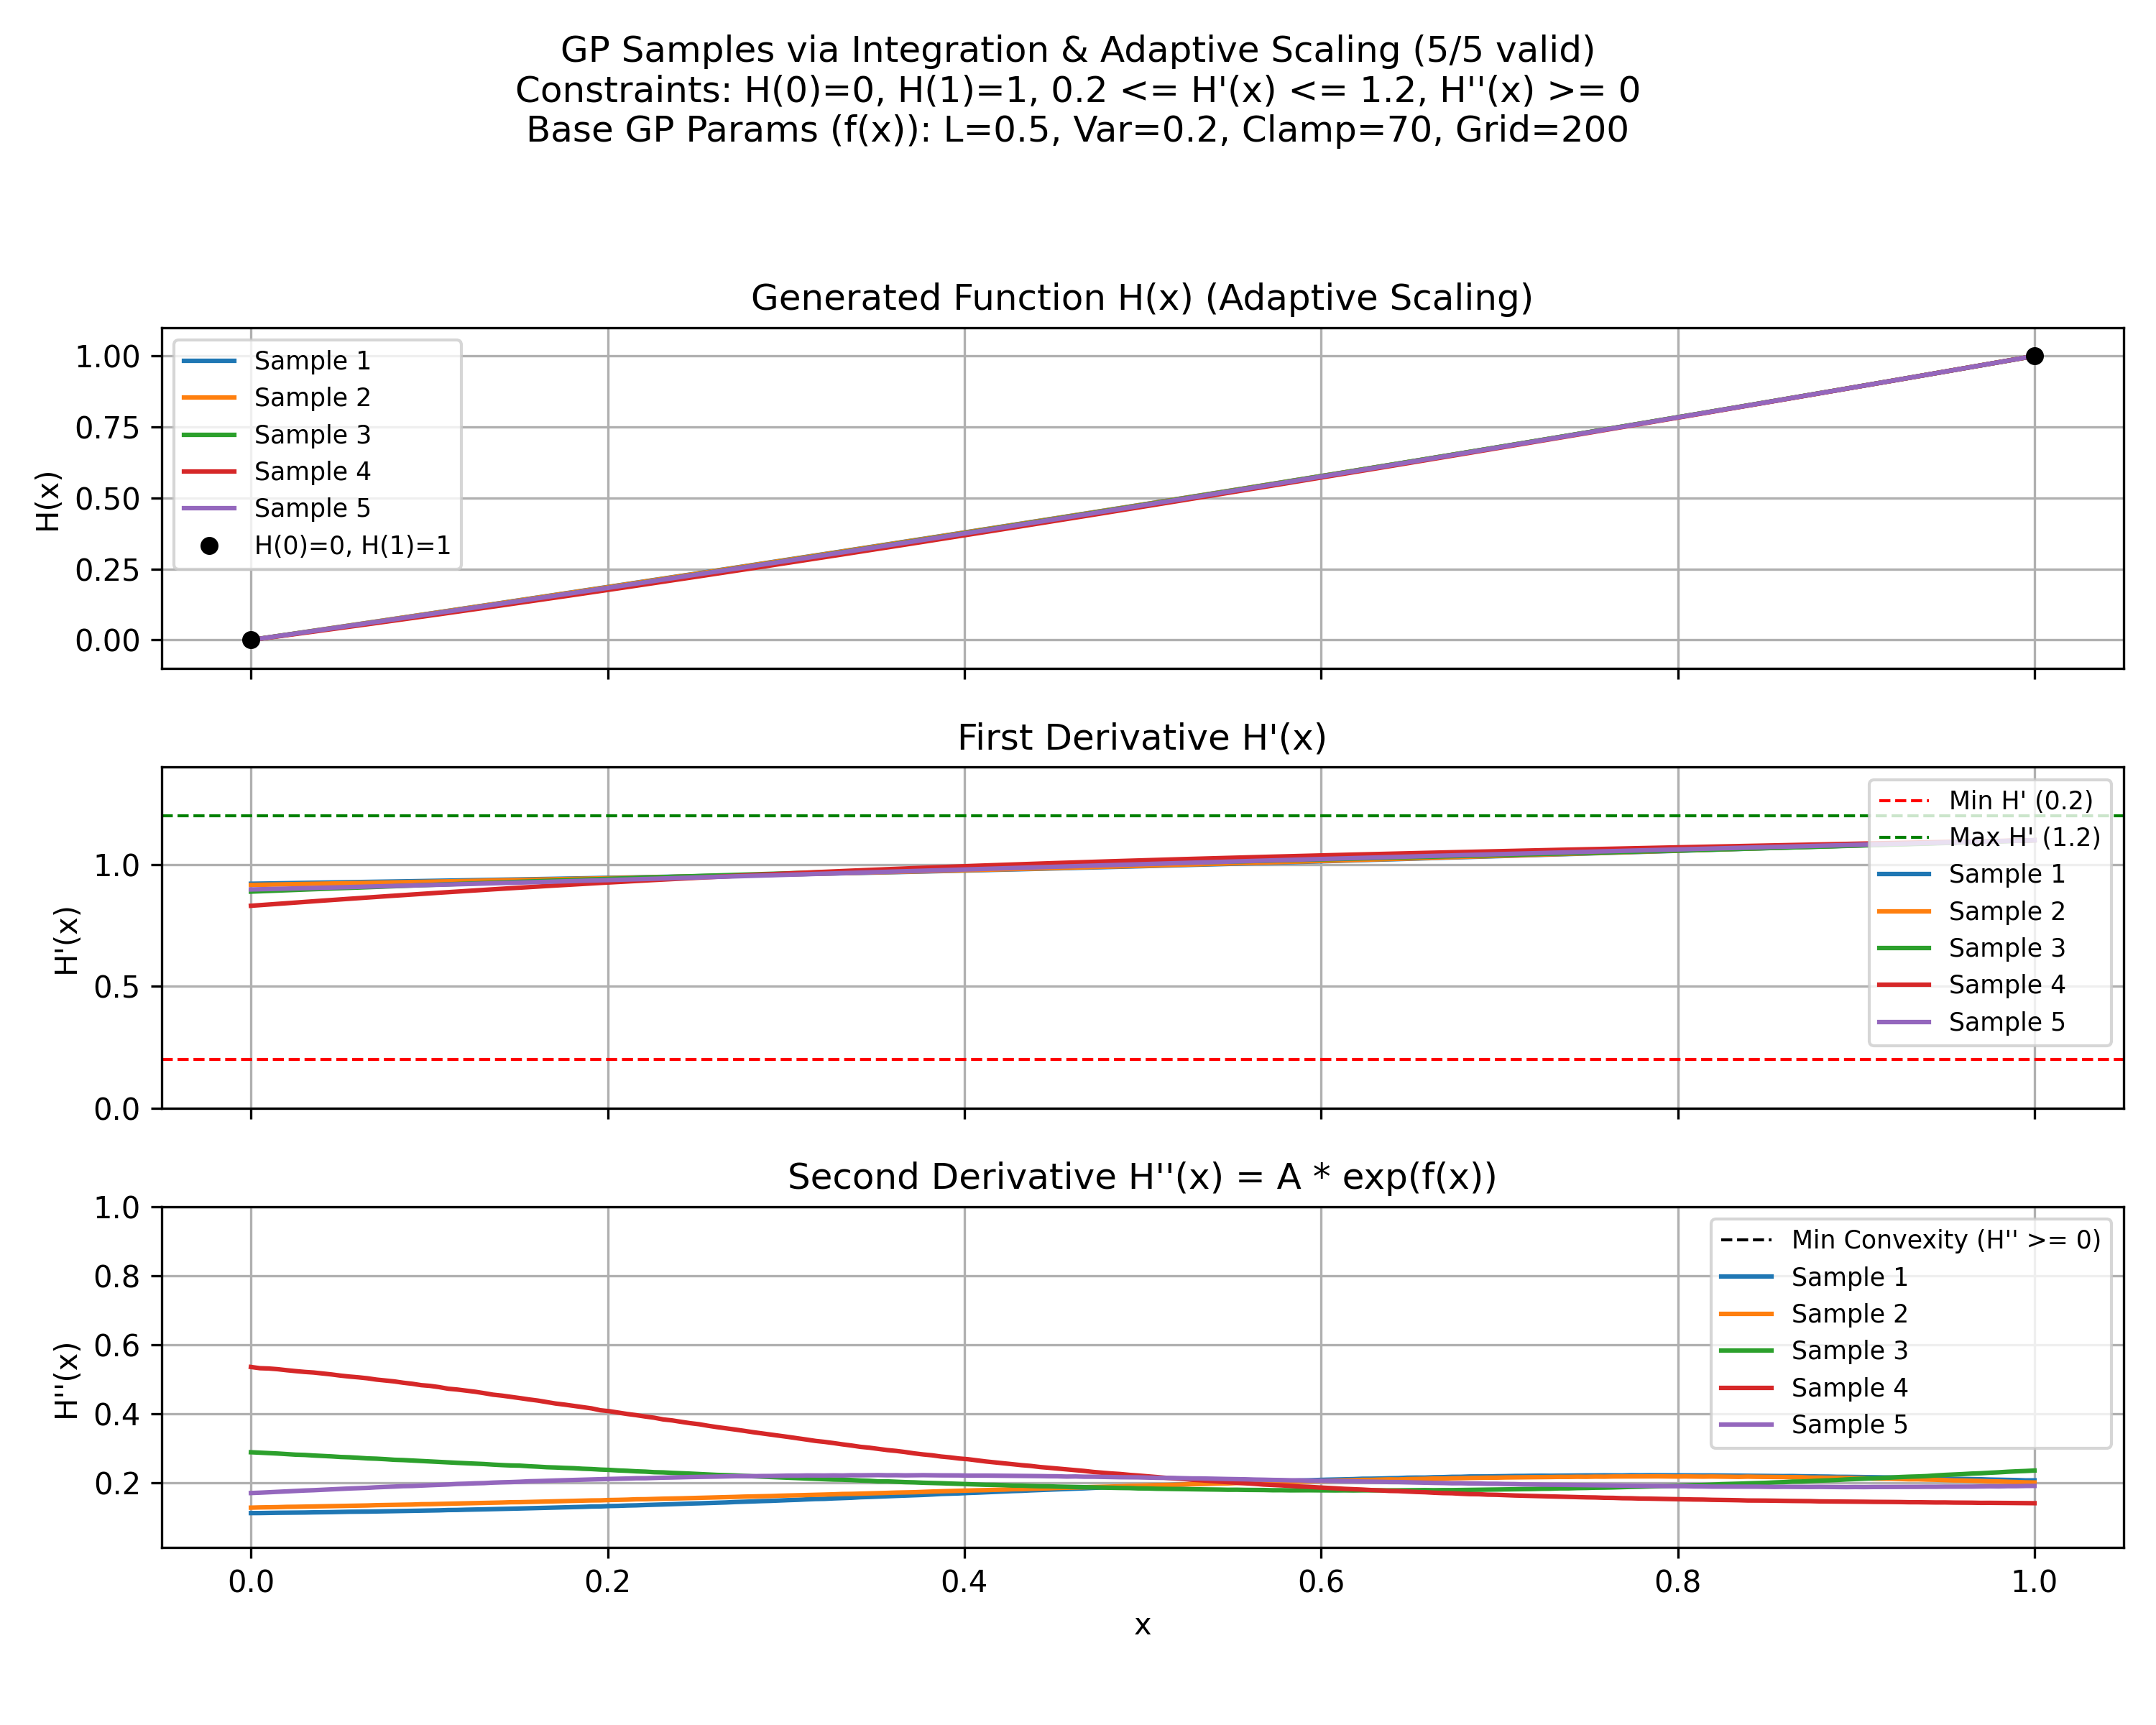 GP Samples via Integration & Adaptive Scaling (5/5 valid)
Constraints: H(0)=0, H(1)=1, 0.2 <= H'(x) <= 1.2, H''(x) >= 0
Base GP Params (f(x)): L=0.5, Var=0.2, Clamp=70, Grid=200
Generated Function H(x) (Adaptive Scaling)
H(x)
1.00
0.75
0.50
0.25
0.00
Sample 1
Sample 2
Sample 3
Sample 4
Sample 5
H(0)=0, H(1)=1
First Derivative H'(x)
H'(x)
1.0
0.5
0.0
Min H' (0.2)
Max H' (1.2)
Sample 1
Sample 2
Sample 3
Sample 4
Sample 5
Second Derivative H''(x) = A * exp(f(x))
H''(x)
1.0
0.8
0.6
0.4
0.2
Min Convexity (H'' >= 0)
Sample 1
Sample 2
Sample 3
Sample 4
Sample 5
0.0 0.2 0.4 0.6 0.8 1.0
x